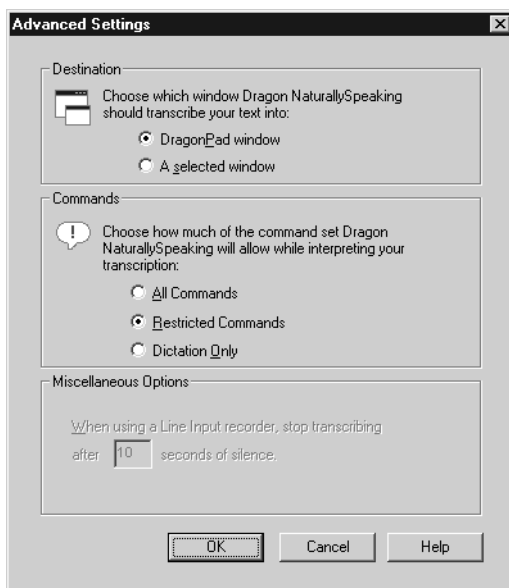 Advanced Settings
Destination
Choose which window Dragon NaturallySpeaking
should transcribe your text into:
DragonPad window
A selected window
Commands
!
Choose how much of the command set Dragon
NaturallySpeaking will allow while interpreting your
transcription:
All Commands
Restricted Commands
Dictation Only
Miscellaneous Options
When using a Line Input recorder, stop transcribing
after 10 seconds of silence.
OK Cancel Help